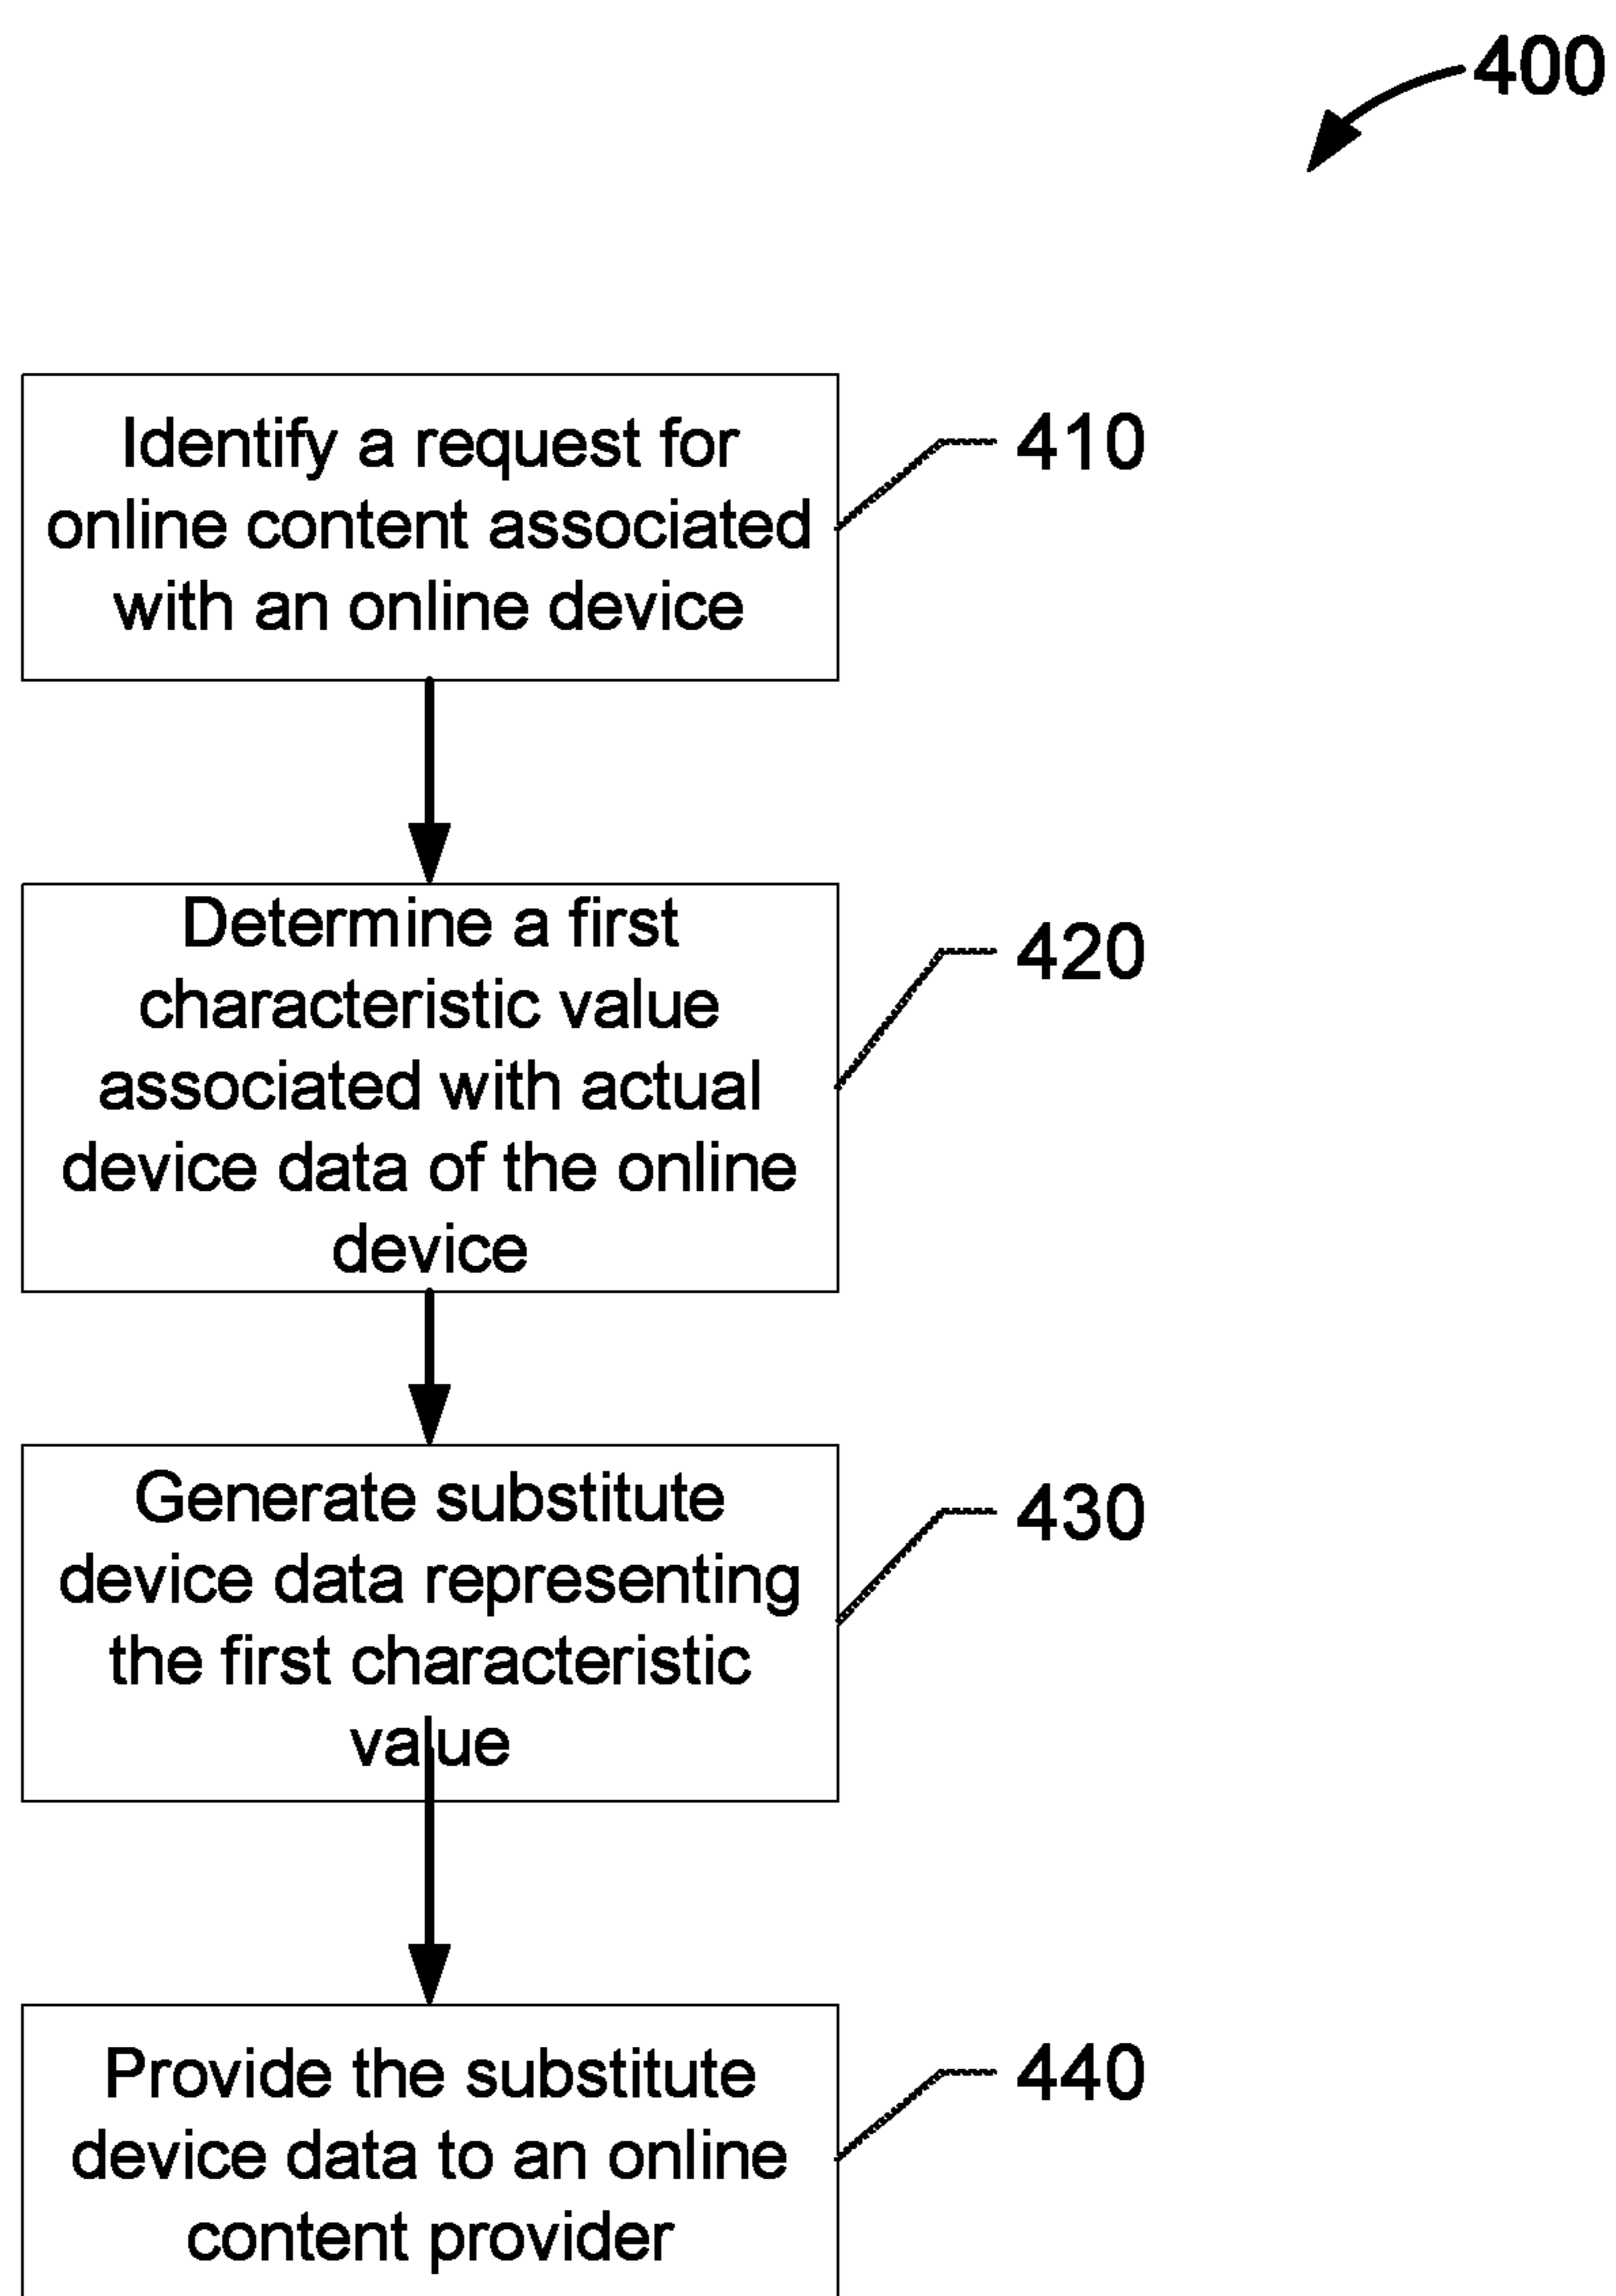 400
Identify a request for
online content associated
with an online device
410
Determine a first
characteristic value
associated with actual
device data of the online
device
420
Generate substitute
device data representing
the first characteristic
value
430
Provide the substitute
device data to an online
content provider
440